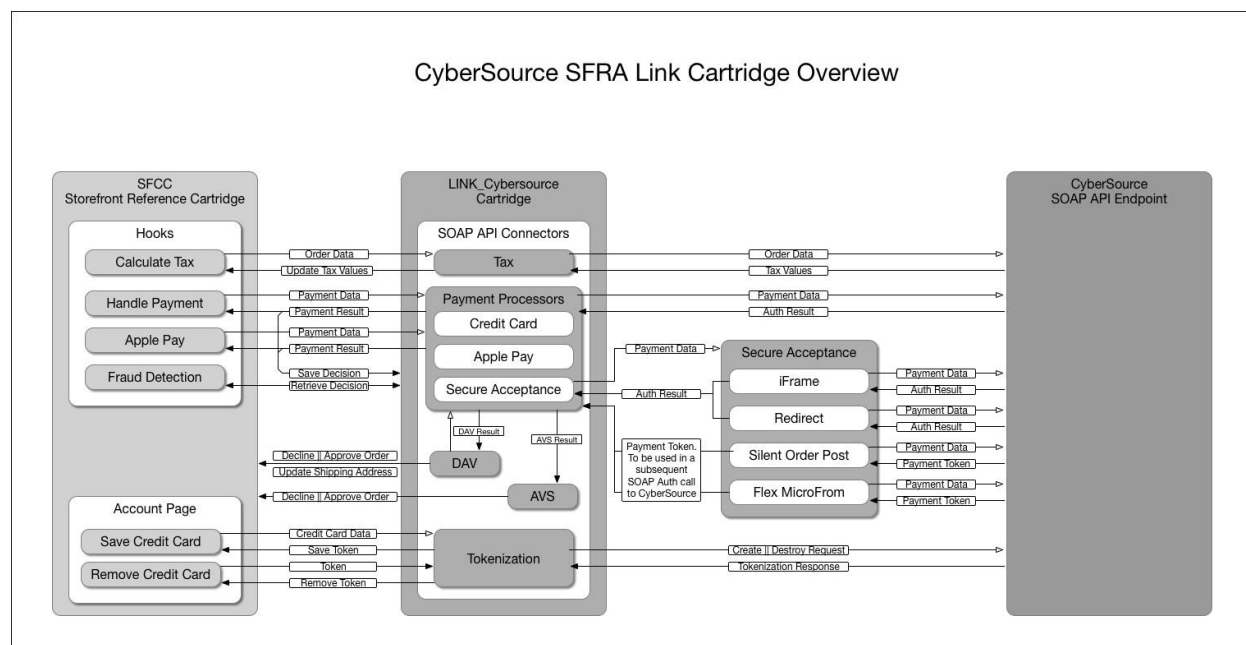 CyberSource SFRA Link Cartridge Overview
SFCC
Storefront Reference Cartridge
LINK_Cybersource
Cartridge
CyberSource
SOAP API Endpoint
Hooks
SOAP API Connectors
Calculate Tax
Order Data
Update Tax Values
Tax
Order Data
Tax Values
Handle Payment
Payment Data
Payment Result
Payment Processors
Payment Data
Auth Result
Credit Card
Apple Pay
Payment Data
Payment Result
Apple Pay
Fraud Detection
Save Decision
Retrieve Decision
Secure Acceptance
Payment Data
Auth Result
Secure Acceptance
iFrame
Payment Data
Auth Result
Redirect
Payment Data
Auth Result
Silent Order Post
Payment Data
Payment Token
Flex MicroFrom
Payment Data
Payment Token
Payment Token.
To be used in a
subsequent
SOAP Auth call
to CyberSource
DAV Result
AVS Result
Decline || Approve Order
Update Shipping Address
DAV
Decline || Approve Order
AVS
Account Page
Save Credit Card
Credit Card Data
Save Token
Remove Credit Card
Token
Remove Token
Tokenization
Create || Destroy Request
Tokenization Response